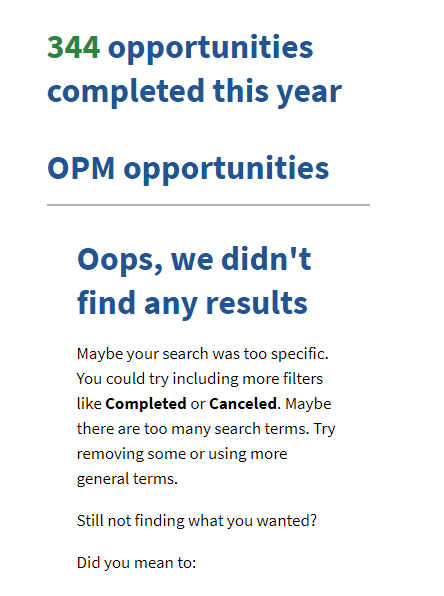 344 opportunities
completed this year
OPM opportunities
Oops, we didn't
find any results
Maybe your search was too specific.
You could try including more filters
like Completed or Canceled. Maybe
there are too many search terms. Try
removing some or using more
general terms.
Still not finding what you wanted?
Did you mean to: